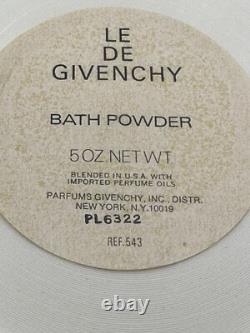 LE
DE
GIVENCHY
BATH POWDER
5 OZ NET WT
BLENDED IN U.S.A. WITH
IMPORTED PERFUME OILS
PARFUMS GIVENCHY, INC., DISTR.
NEW YORK, N.Y. 10019
PL6322
REF. 543